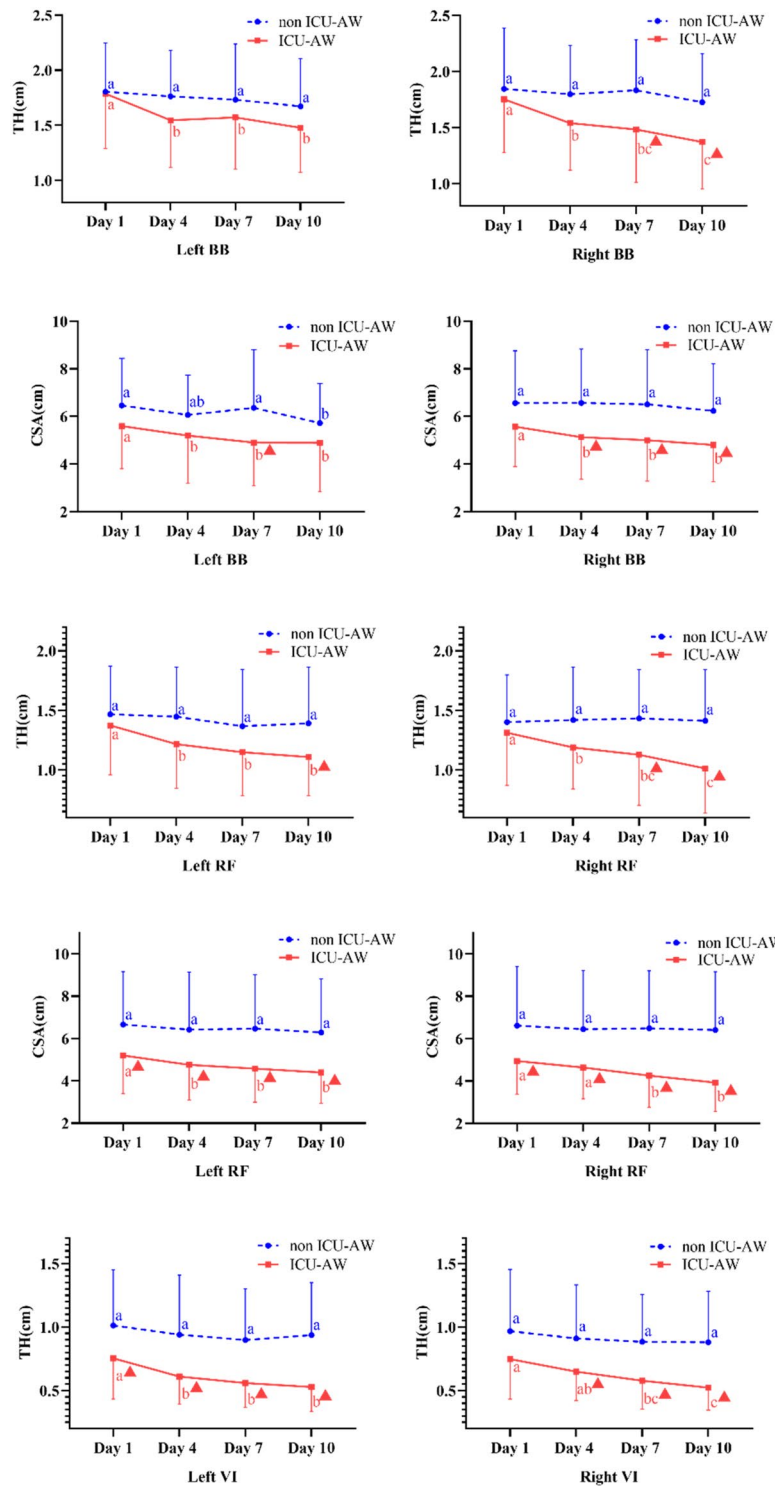 2.5
2.0
1.5
1.0
TH(cm)
non ICU-AW
ICU-AW
a a a a
a b b b
Day 1 Day 4 Day 7 Day 10
Left BB
2.5
2.0
1.5
1.0
TH(cm)
non ICU-AW
ICU-AW
a a a a
a b bc▲ c▲
Day 1 Day 4 Day 7 Day 10
Right BB
10
8
6
4
2
CSA(cm)
non ICU-AW
ICU-AW
a ab a b
a b b▲ b
Day 1 Day 4 Day 7 Day 10
Left BB
10
8
6
4
2
CSA(cm)
non ICU-AW
ICU-AW
a a a a
a b▲ b▲ b▲
Day 1 Day 4 Day 7 Day 10
Right BB
2.0
1.5
1.0
TH(cm)
non ICU-AW
ICU-AW
a a a a
a b b b▲
Day 1 Day 4 Day 7 Day 10
Left RF
2.0
1.5
1.0
TH(cm)
non ICU-AW
ICU-AW
a a a a
a b bc▲ c▲
Day 1 Day 4 Day 7 Day 10
Right RF
10
8
6
4
2
CSA(cm)
non ICU-AW
ICU-AW
a a a a
a▲ b▲ b▲ b▲
Day 1 Day 4 Day 7 Day 10
Left RF
10
8
6
4
2
CSA(cm)
non ICU-AW
ICU-AW
a a a a
a▲ a▲ b▲ b▲
Day 1 Day 4 Day 7 Day 10
Right RF
1.5
1.0
0.5
TH(cm)
non ICU-AW
ICU-AW
a a a a
a▲ b▲ b▲ b▲
Day 1 Day 4 Day 7 Day 10
Left VI
1.5
1.0
0.5
TH(cm)
non ICU-AW
ICU-AW
a a a a
a ab▲ bc▲ c▲
Day 1 Day 4 Day 7 Day 10
Right VI